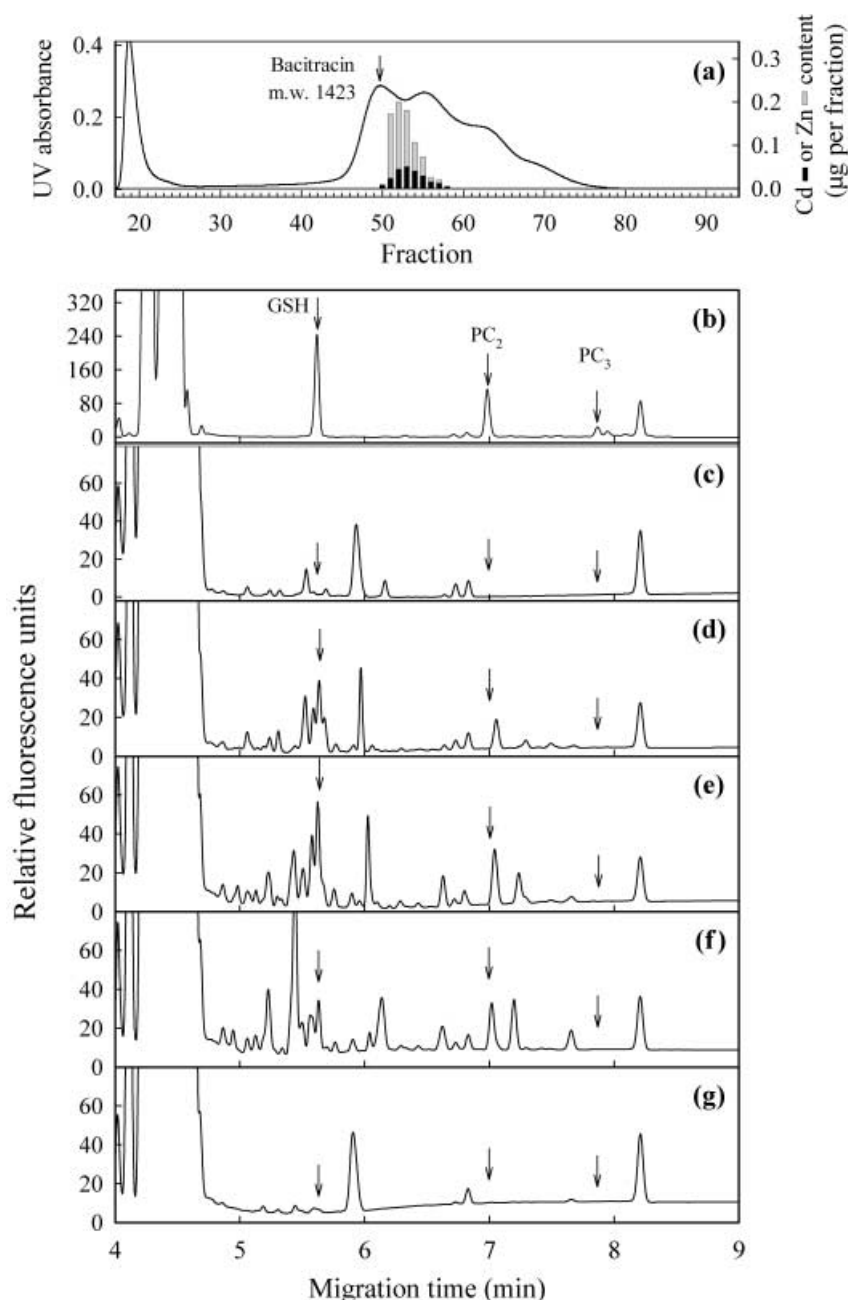 (a)
Bacitracin
m.w. 1423
UV absorbance
0.4
0.2
0.0
0.3
0.2
0.1
0.0
Cd ▪ or Zn ▫ content
(µg per fraction)
20 30 40 50 60 70 80 90
Fraction
(b)
GSH
PC2
PC3
320
240
160
80
0
(c)
60
40
20
0
(d)
60
40
20
0
(e)
60
40
20
0
(f)
60
40
20
0
(g)
60
40
20
0
Relative fluorescence units
4 5 6 7 8 9
Migration time (min)